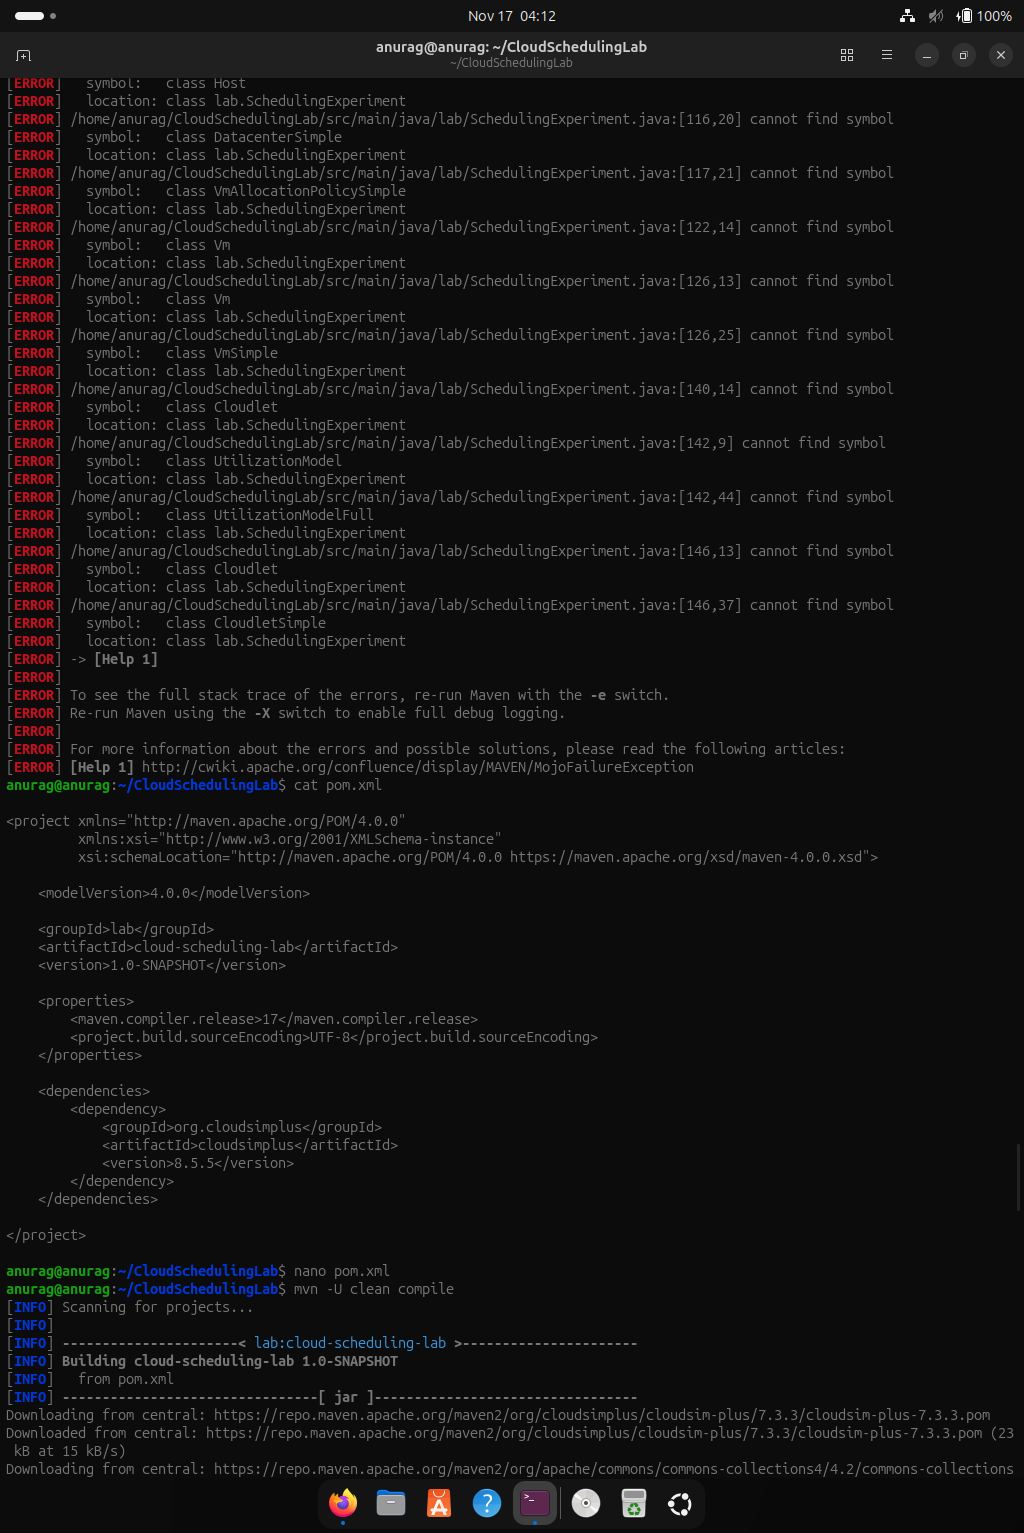 Nov 17 04:12
100%
anurag@anurag: ~/CloudSchedulingLab
~/CloudSchedulingLab
[ERROR]   symbol:   class Host
[ERROR]   location: class lab.SchedulingExperiment
[ERROR] /home/anurag/CloudSchedulingLab/src/main/java/lab/SchedulingExperiment.java:[116,20] cannot find symbol
[ERROR]   symbol:   class DatacenterSimple
[ERROR]   location: class lab.SchedulingExperiment
[ERROR] /home/anurag/CloudSchedulingLab/src/main/java/lab/SchedulingExperiment.java:[117,21] cannot find symbol
[ERROR]   symbol:   class VmAllocationPolicySimple
[ERROR]   location: class lab.SchedulingExperiment
[ERROR] /home/anurag/CloudSchedulingLab/src/main/java/lab/SchedulingExperiment.java:[122,14] cannot find symbol
[ERROR]   symbol:   class Vm
[ERROR]   location: class lab.SchedulingExperiment
[ERROR] /home/anurag/CloudSchedulingLab/src/main/java/lab/SchedulingExperiment.java:[126,13] cannot find symbol
[ERROR]   symbol:   class Vm
[ERROR]   location: class lab.SchedulingExperiment
[ERROR] /home/anurag/CloudSchedulingLab/src/main/java/lab/SchedulingExperiment.java:[126,25] cannot find symbol
[ERROR]   symbol:   class VmSimple
[ERROR]   location: class lab.SchedulingExperiment
[ERROR] /home/anurag/CloudSchedulingLab/src/main/java/lab/SchedulingExperiment.java:[140,14] cannot find symbol
[ERROR]   symbol:   class Cloudlet
[ERROR]   location: class lab.SchedulingExperiment
[ERROR] /home/anurag/CloudSchedulingLab/src/main/java/lab/SchedulingExperiment.java:[142,9] cannot find symbol
[ERROR]   symbol:   class UtilizationModel
[ERROR]   location: class lab.SchedulingExperiment
[ERROR] /home/anurag/CloudSchedulingLab/src/main/java/lab/SchedulingExperiment.java:[142,44] cannot find symbol
[ERROR]   symbol:   class UtilizationModelFull
[ERROR]   location: class lab.SchedulingExperiment
[ERROR] /home/anurag/CloudSchedulingLab/src/main/java/lab/SchedulingExperiment.java:[146,13] cannot find symbol
[ERROR]   symbol:   class Cloudlet
[ERROR]   location: class lab.SchedulingExperiment
[ERROR] /home/anurag/CloudSchedulingLab/src/main/java/lab/SchedulingExperiment.java:[146,37] cannot find symbol
[ERROR]   symbol:   class CloudletSimple
[ERROR]   location: class lab.SchedulingExperiment
[ERROR] -> [Help 1]
[ERROR]
[ERROR] To see the full stack trace of the errors, re-run Maven with the -e switch.
[ERROR] Re-run Maven using the -X switch to enable full debug logging.
[ERROR]
[ERROR] For more information about the errors and possible solutions, please read the following articles:
[ERROR] [Help 1] http://cwiki.apache.org/confluence/display/MAVEN/MojoFailureException
anurag@anurag:~/CloudSchedulingLab$ cat pom.xml
<project xmlns="http://maven.apache.org/POM/4.0.0"
         xmlns:xsi="http://www.w3.org/2001/XMLSchema-instance"
         xsi:schemaLocation="http://maven.apache.org/POM/4.0.0 https://maven.apache.org/xsd/maven-4.0.0.xsd">
    <modelVersion>4.0.0</modelVersion>
    <groupId>lab</groupId>
    <artifactId>cloud-scheduling-lab</artifactId>
    <version>1.0-SNAPSHOT</version>
    <properties>
        <maven.compiler.release>17</maven.compiler.release>
        <project.build.sourceEncoding>UTF-8</project.build.sourceEncoding>
    </properties>
    <dependencies>
        <dependency>
            <groupId>org.cloudsimplus</groupId>
            <artifactId>cloudsimplus</artifactId>
            <version>8.5.5</version>
        </dependency>
    </dependencies>
</project>
anurag@anurag:~/CloudSchedulingLab$ nano pom.xml
anurag@anurag:~/CloudSchedulingLab$ mvn -U clean compile
[INFO] Scanning for projects...
[INFO]
[INFO] ----------------------< lab:cloud-scheduling-lab >----------------------
[INFO] Building cloud-scheduling-lab 1.0-SNAPSHOT
[INFO]   from pom.xml
[INFO] --------------------------------[ jar ]---------------------------------
Downloading from central: https://repo.maven.apache.org/maven2/org/cloudsimplus/cloudsim-plus/7.3.3/cloudsim-plus-7.3.3.pom
Downloaded from central: https://repo.maven.apache.org/maven2/org/cloudsimplus/cloudsim-plus/7.3.3/cloudsim-plus-7.3.3.pom (23
 kB at 15 kB/s)
Downloading from central: https://repo.maven.apache.org/maven2/org/apache/commons/commons-collections4/4.2/commons-collections